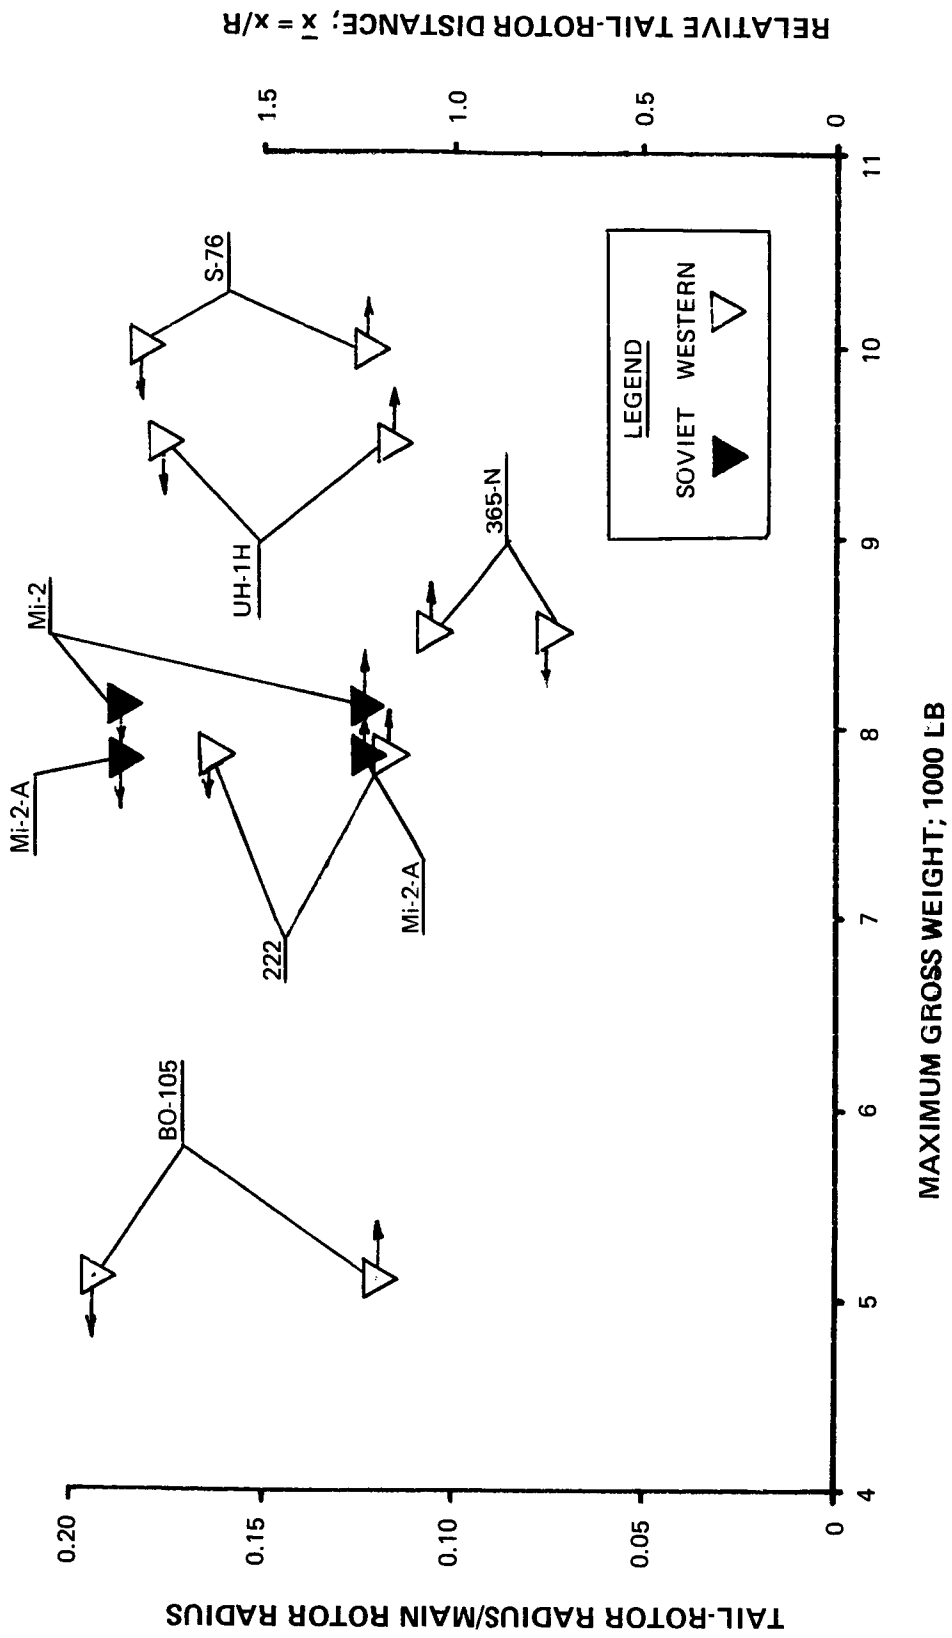 TAIL-ROTOR RADIUS/MAIN ROTOR RADIUS
0.20
0.15
0.10
0.05
0
RELATIVE TAIL-ROTOR DISTANCE; x̄ = x/R
1.5
1.0
0.5
0
Mi-2-A
Mi-2
BO-105
S-76
UH-1H
222
Mi-2-A
365-N
LEGEND
SOVIET WESTERN
4 5 6 7 8 9 10 11
MAXIMUM GROSS WEIGHT; 1000 LB